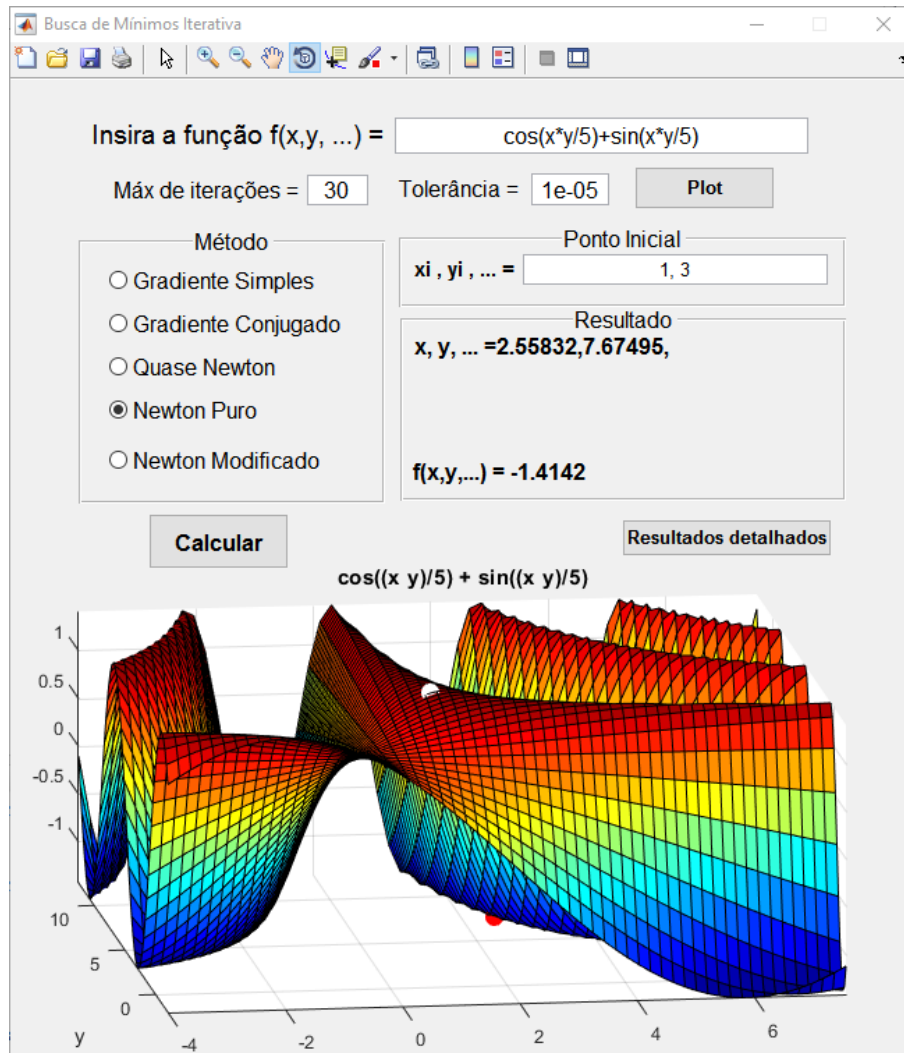 Busca de Mínimos Iterativa
Insira a função f(x,y, ...) = cos(x*y/5)+sin(x*y/5)
Máx de iterações = 30 Tolerância = 1e-05 Plot
Método
Gradiente Simples
Gradiente Conjugado
Quase Newton
Newton Puro
Newton Modificado
Ponto Inicial
xi , yi , ... = 1, 3
Resultado
x, y, ... =2.55832,7.67495,
f(x,y,...) = -1.4142
Calcular
Resultados detalhados
cos((x y)/5) + sin((x y)/5)
1
0.5
0
-0.5
-1
10
5
0
y
-4 -2 0 2 4 6